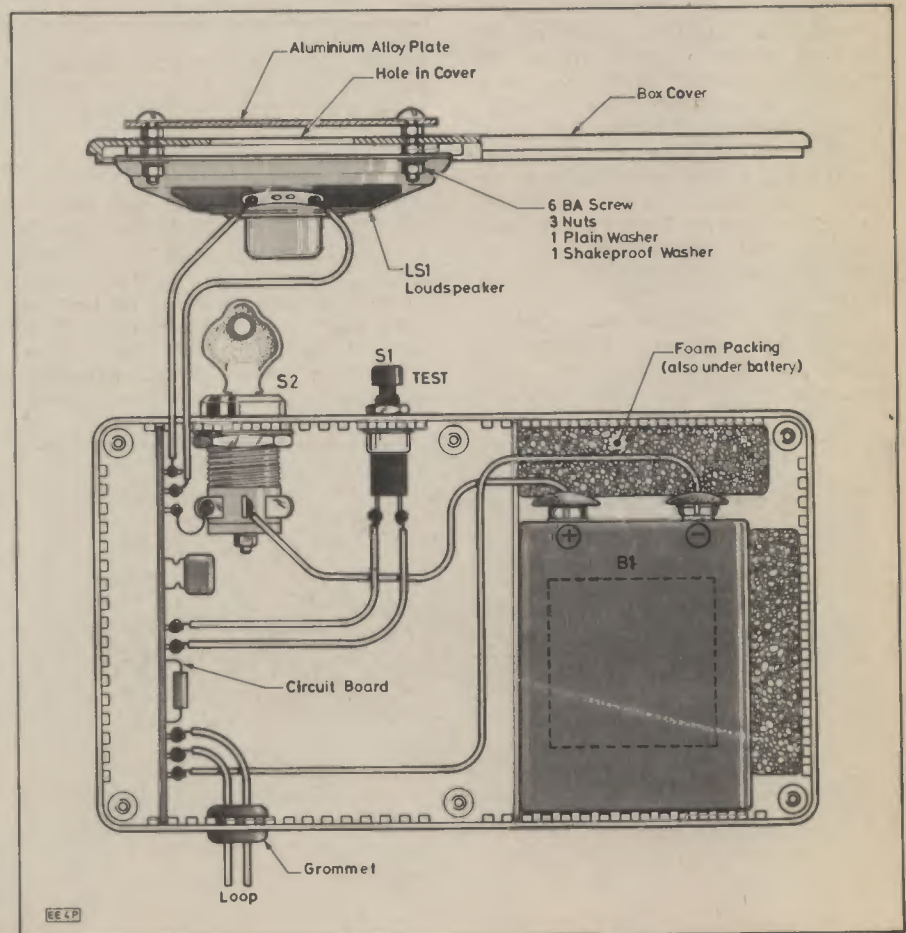 Aluminium Alloy Plate
Hole in Cover
Box Cover
6 BA Screw
3 Nuts
1 Plain Washer
1 Shakeproof Washer
LS1
Loudspeaker
S2
S1
TEST
Foam Packing
(also under battery)
+
−
B1
Circuit Board
Grommet
Loop
EE4P